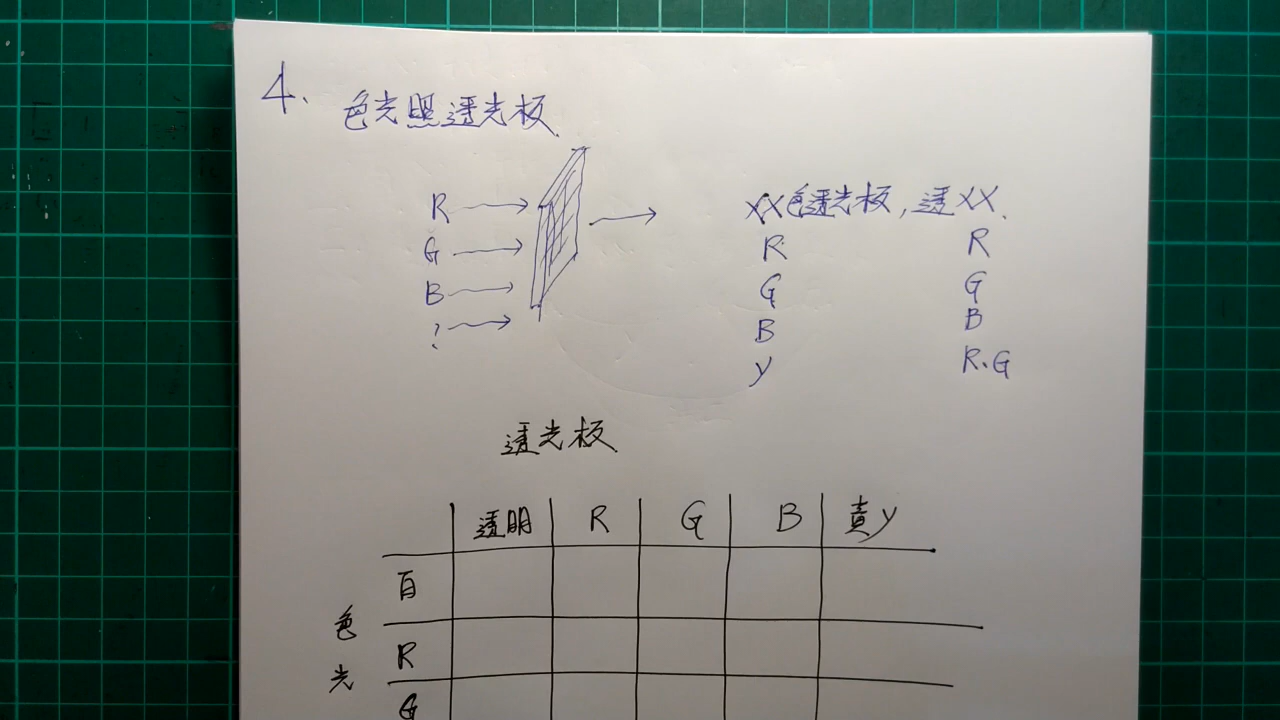 4. 色光照透光板
XX色透光板,透XX.
R R R
G G G
B B B
? y R.G
透光板
透明 R G B 黃y
白
色 R
光 G